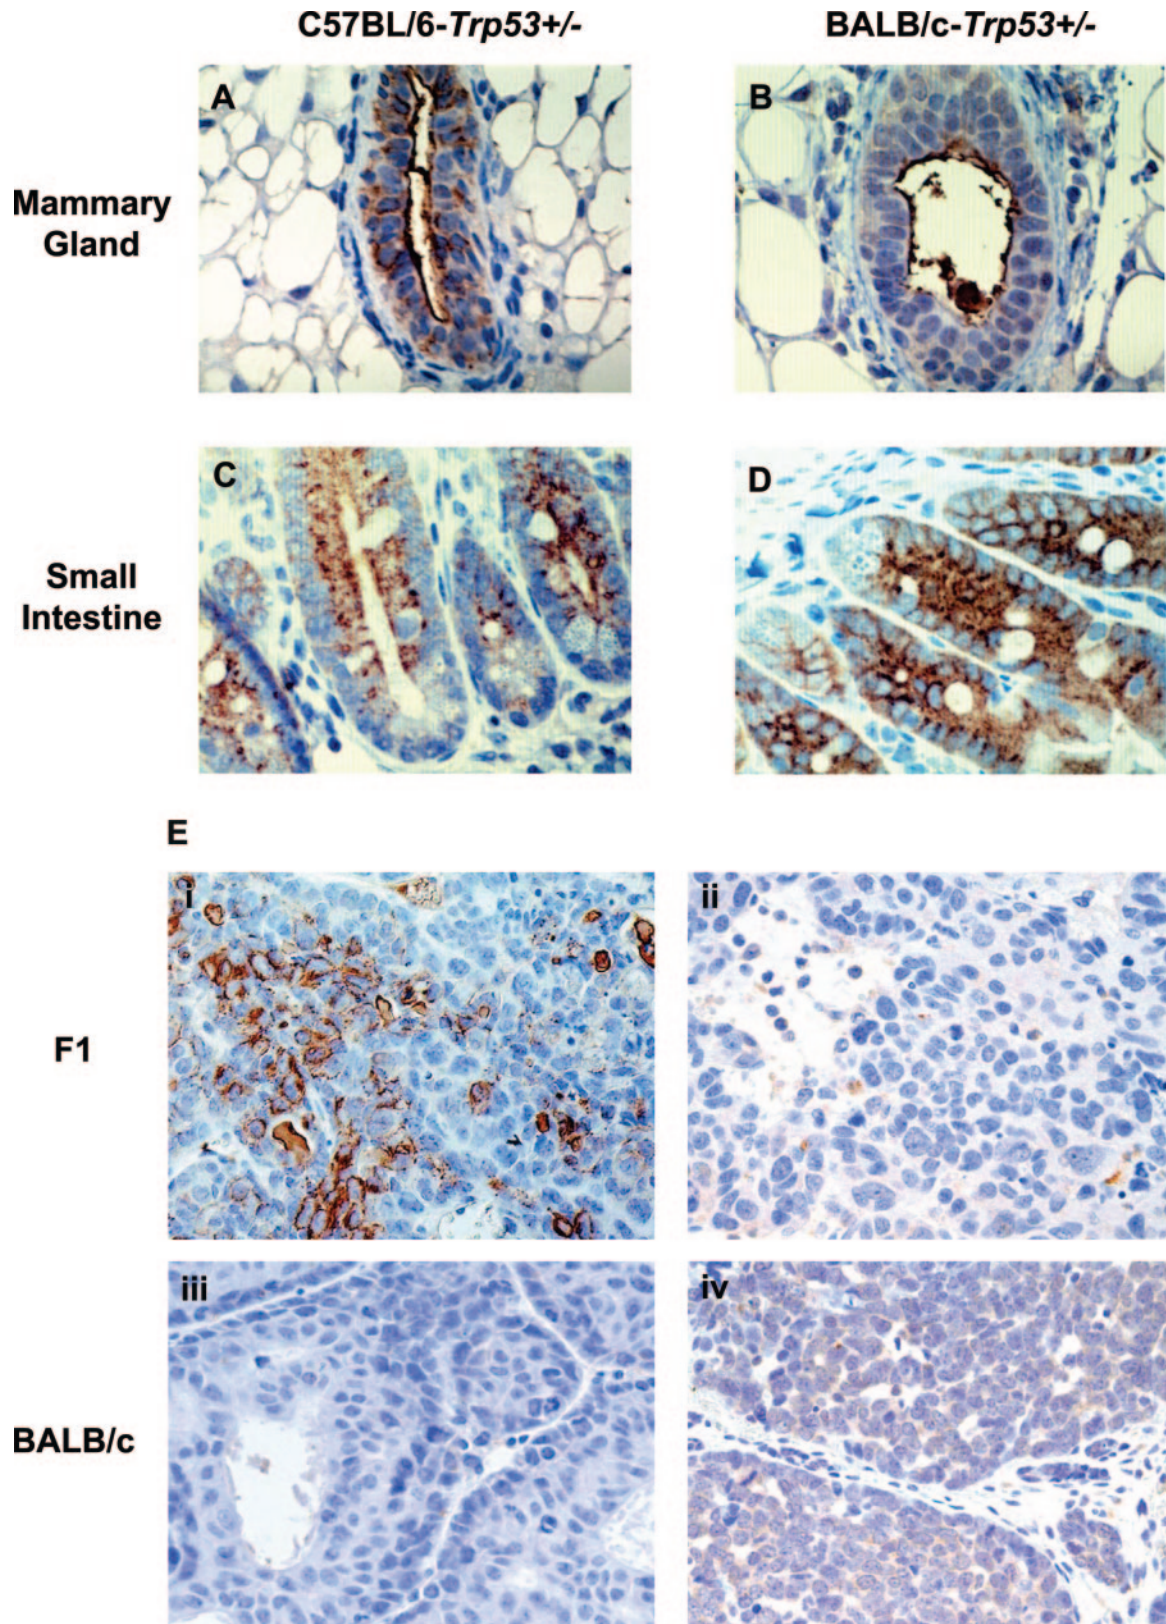 C57BL/6-Trp53+/-
BALB/c-Trp53+/-
A
B
Mammary
Gland
C
D
Small
Intestine
E
i
ii
F1
iii
iv
BALB/c